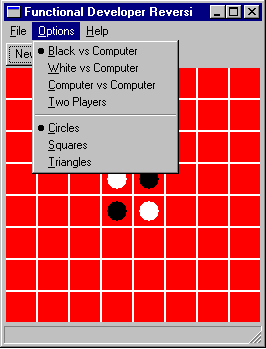 Functional Developer Reversi
File Options Help
New
Black vs Computer
White vs Computer
Computer vs Computer
Two Players
Circles
Squares
Triangles